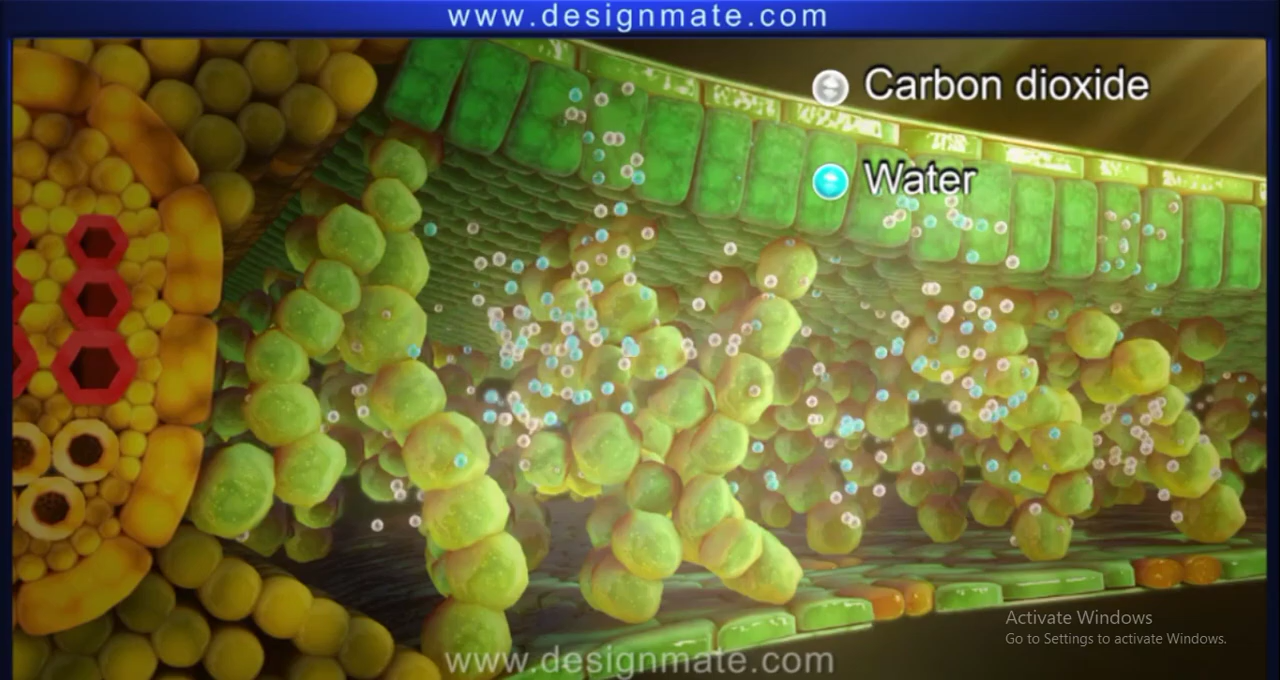 www.designmate.com
Carbon dioxide
Water
Activate Windows
Go to Settings to activate Windows.
www.designmate.com